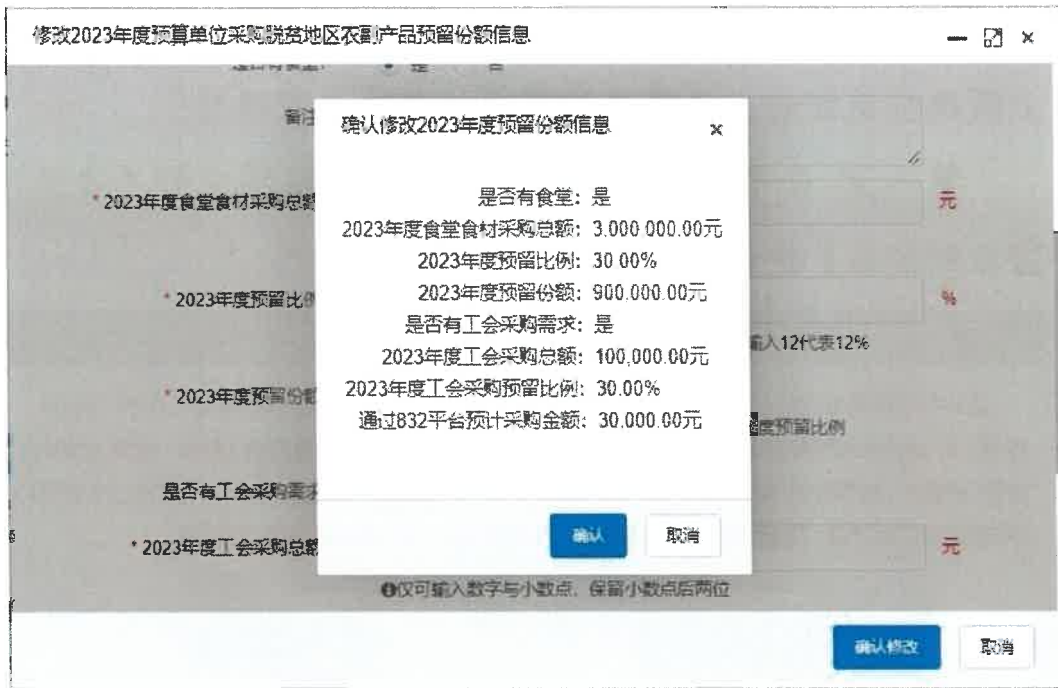 修改2023年度预算单位采购脱贫地区农副产品预留份额信息
备注
确认修改2023年度预留份额信息
是否有食堂：是
*2023年度食堂食材采购总额
元
2023年度食堂食材采购总额：3,000 000.00元
2023年度预留比例：30 00%
*2023年度预留比例
%
2023年度预留份额：900,000.00元
是否有工会采购需求：是
输入12代表12%
2023年度工会采购总额：100,000.00元
2023年度工会采购预留比例：30.00%
*2023年度预留份额
通过832平台预计采购金额：30,000.00元
度预留比例
是否有工会采购需求
确认
取消
*2023年度工会采购总额
元
仅可输入数字与小数点，保留小数点后两位
确认修改
取消